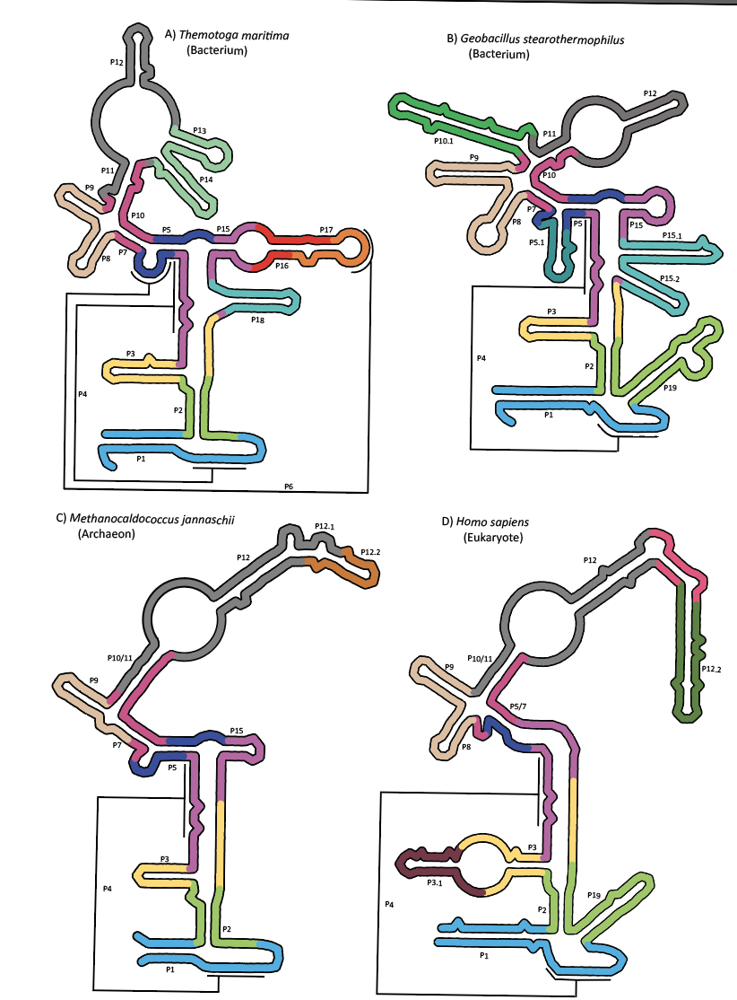 A) Themotoga maritima
(Bacterium)
P12
P13
P14
P11
P9
P10
P8
P7
P5
P15
P17
P16
P18
P3
P4
P2
P1
P6
B) Geobacillus stearothermophilus
(Bacterium)
P12
P10.1
P11
P9
P10
P7
P8
P5
P5.1
P15
P15.1
P15.2
P3
P4
P2
P19
P1
C) Methanocaldococcus jannaschii
(Archaeon)
P12.1
P12
P12.2
P10/11
P9
P7
P15
P5
P3
P4
P2
P1
D) Homo sapiens
(Eukaryote)
P12
P12.2
P10/11
P9
P5/7
P8
P3
P3.1
P4
P2
P19
P1